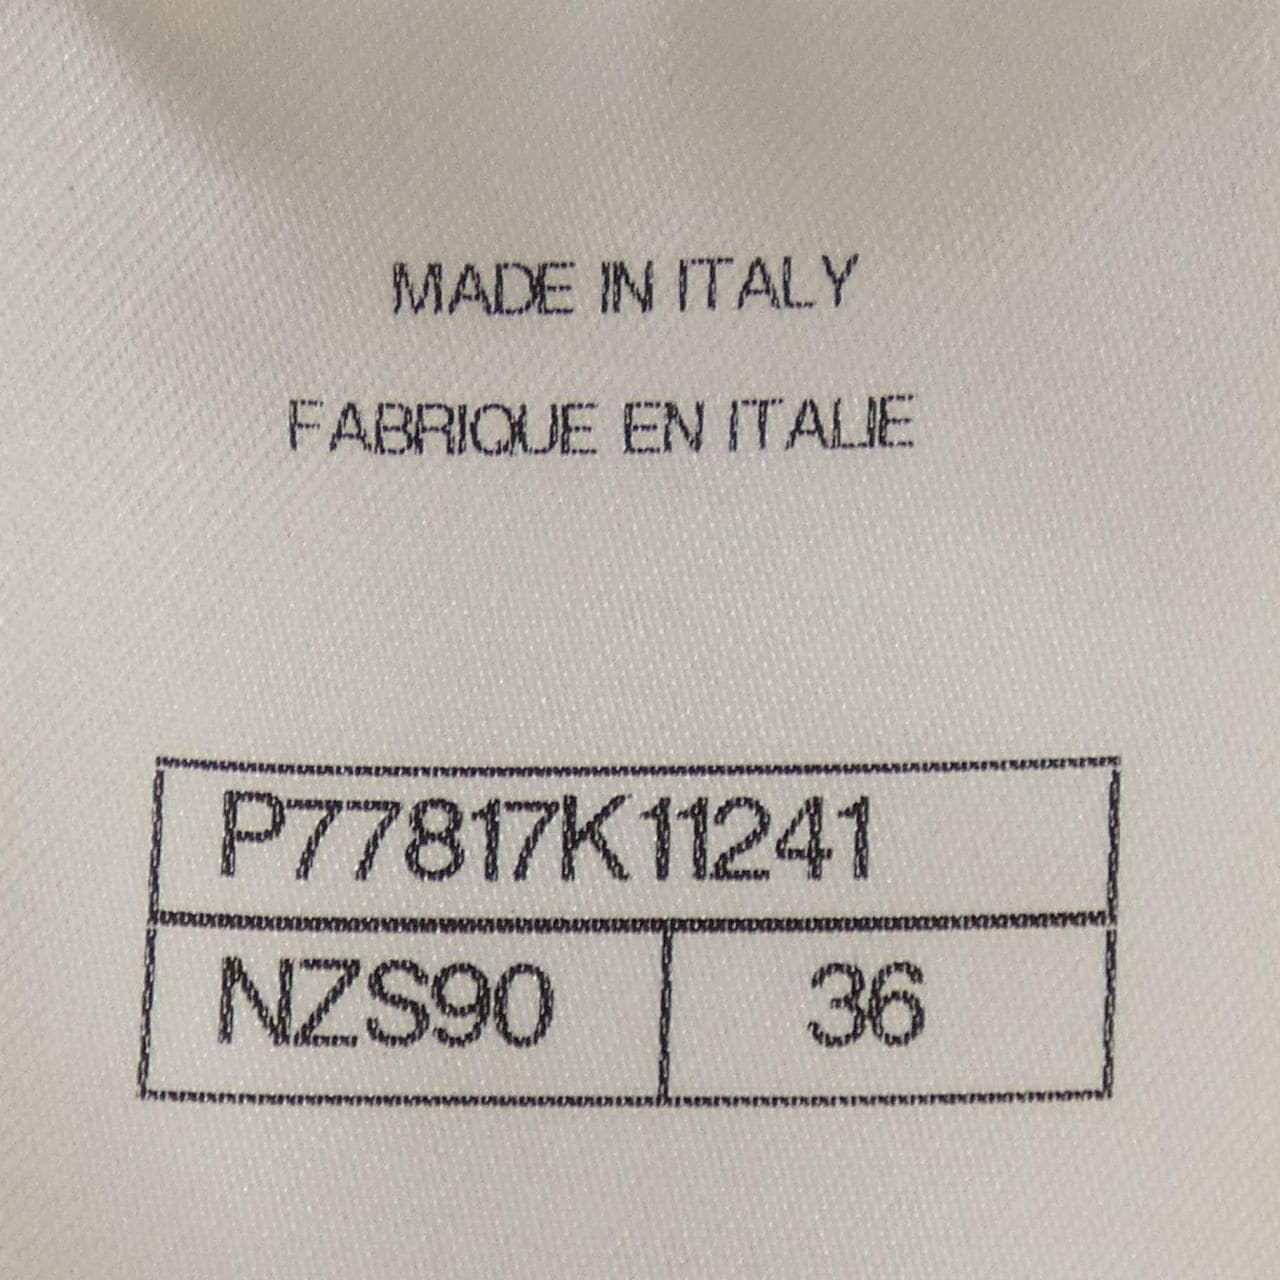 MADE IN ITALY
FABRIQUE EN ITALIE
P77817K11241
NZS90 36